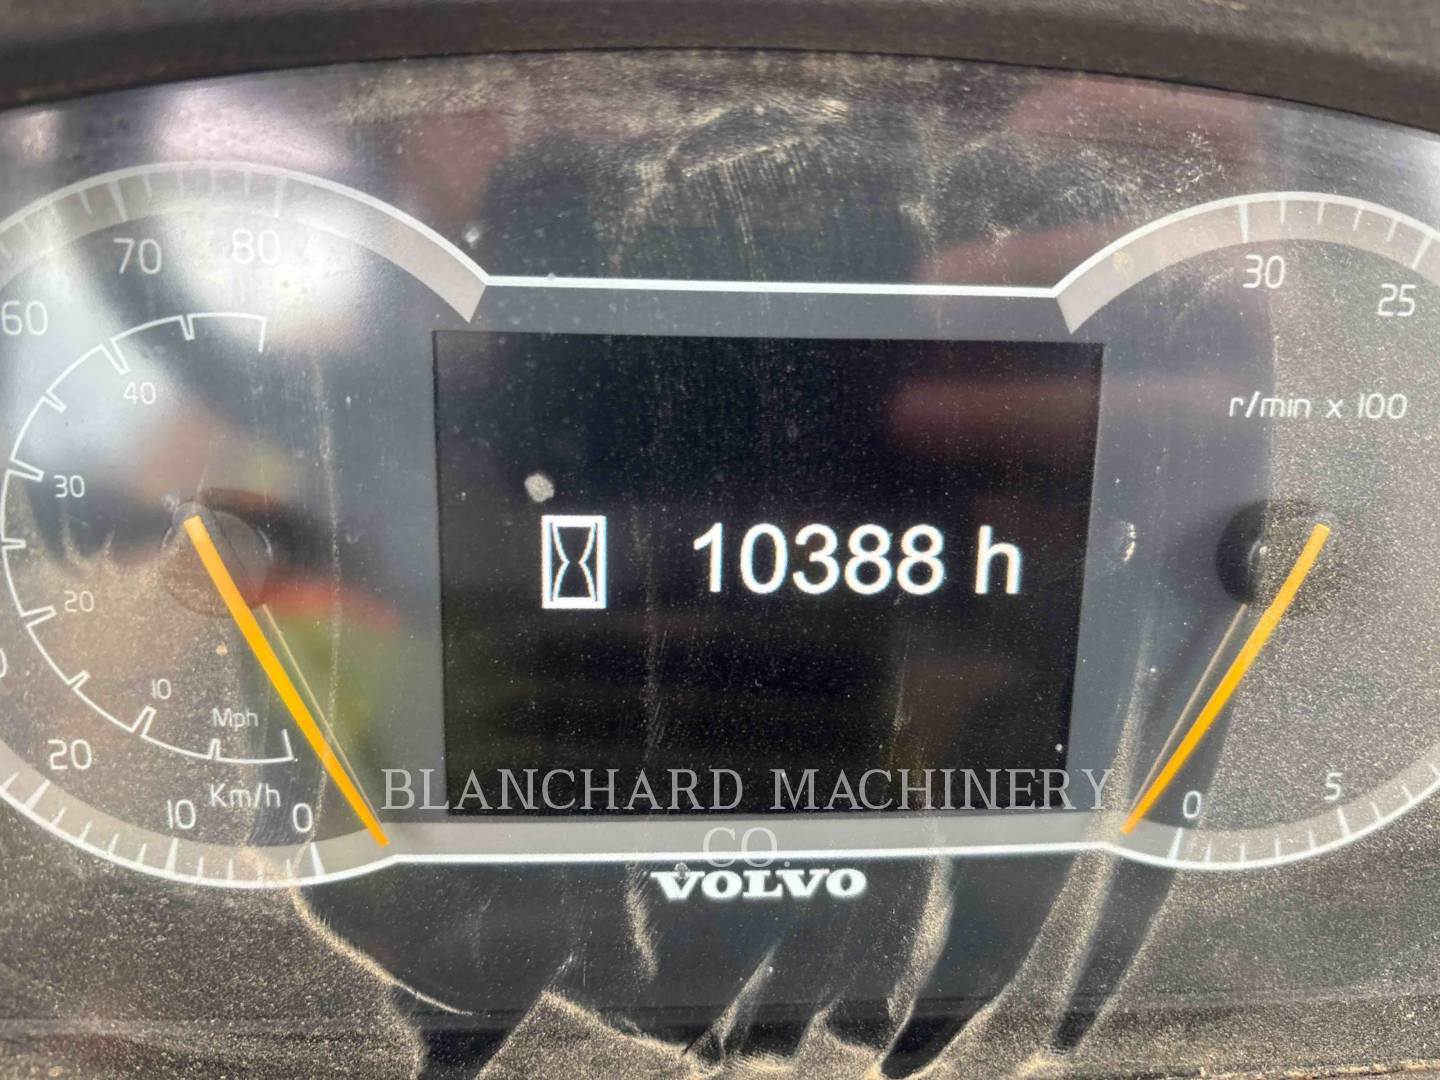 70 80
60
40
30
20
10
Mph
20
10 Km/h 0
10388 h
30 25
r/min x 100
0 5
BLANCHARD MACHINERY
CO.
VOLVO